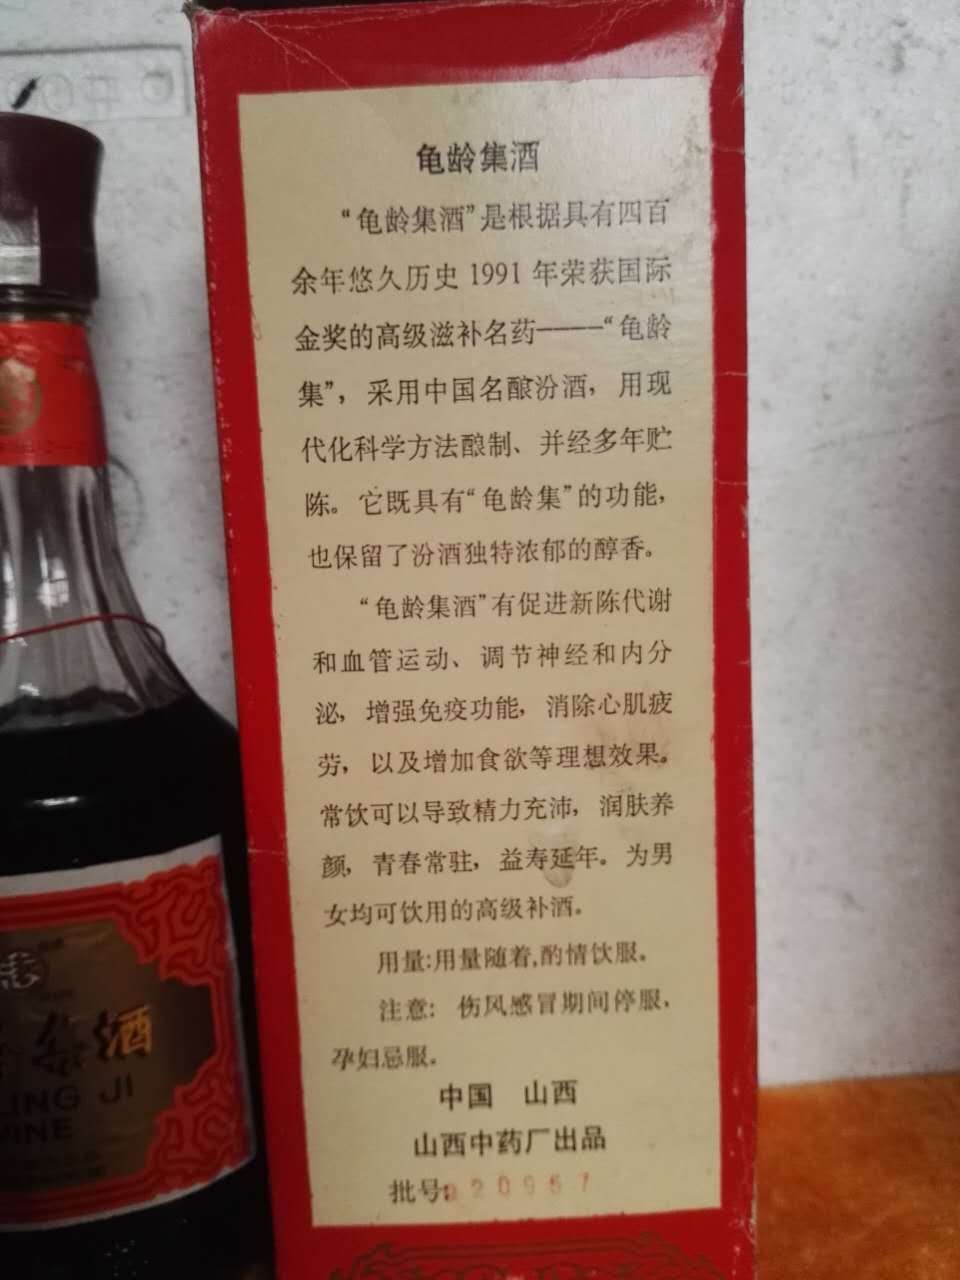 龟龄集酒
“龟龄集酒”是根据具有四百
余年悠久历史1991年荣获国际
金奖的高级滋补名药————“龟龄
集”，采用中国名酿汾酒，用现
代化科学方法酿制、并经多年贮
陈。它既具有“龟龄集”的功能，
也保留了汾酒独特浓郁的醇香。
“龟龄集酒”有促进新陈代谢
和血管运动、调节神经和内分
泌，增强免疫功能，消除心肌疲
劳，以及增加食欲等理想效果。
常饮可以导致精力充沛，润肤养
颜，青春常驻，益寿延年。为男
女均可饮用的高级补酒。
用量:用量随着,酌情饮服。
注意: 伤风感冒期间停服，
孕妇忌服。
中国 山西
山西中药厂出品
批号:920957
集酒
LING JI
WINE